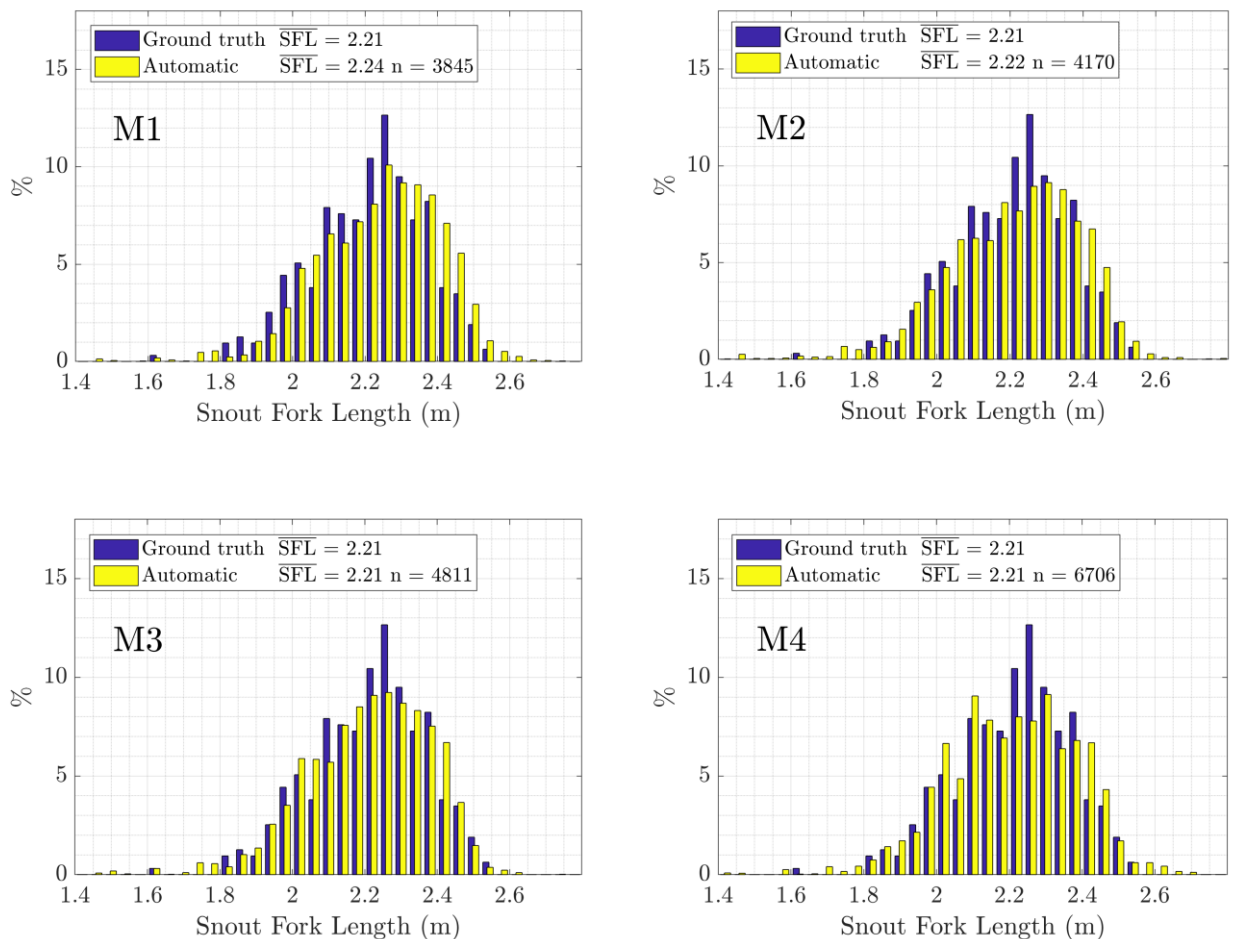 Ground truth SFL = 2.21
Automatic SFL = 2.24 n = 3845
M1
15
10
5
0
%
1.4 1.6 1.8 2 2.2 2.4 2.6
Snout Fork Length (m)
Ground truth SFL = 2.21
Automatic SFL = 2.22 n = 4170
M2
15
10
5
0
%
1.4 1.6 1.8 2 2.2 2.4 2.6
Snout Fork Length (m)
Ground truth SFL = 2.21
Automatic SFL = 2.21 n = 4811
M3
15
10
5
0
%
1.4 1.6 1.8 2 2.2 2.4 2.6
Snout Fork Length (m)
Ground truth SFL = 2.21
Automatic SFL = 2.21 n = 6706
M4
15
10
5
0
%
1.4 1.6 1.8 2 2.2 2.4 2.6
Snout Fork Length (m)